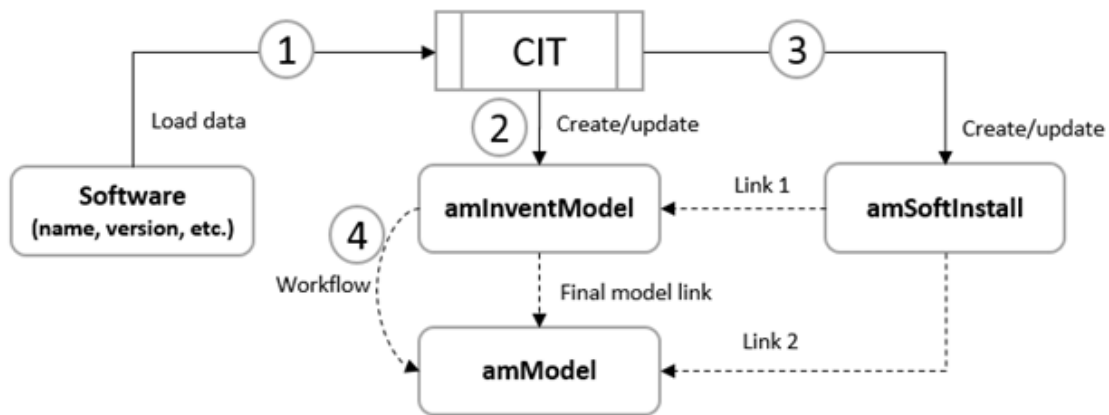 1
CIT
3
Load data
2
Create/update
Create/update
Software
(name, version, etc.)
amInventModel
Link 1
amSoftInstall
4
Workflow
Final model link
Link 2
amModel